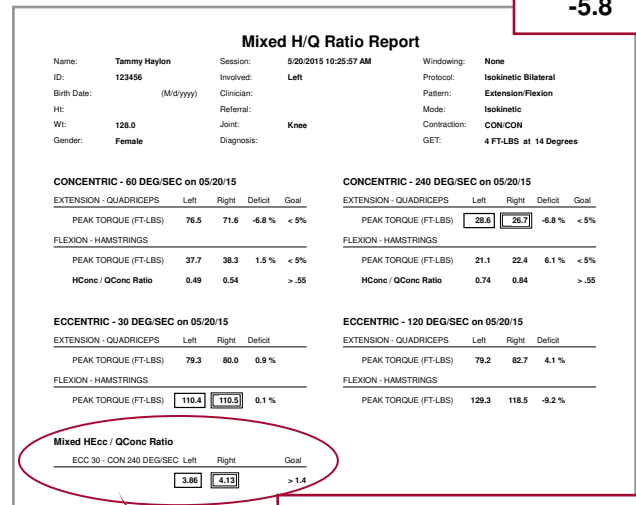 -5.8
Mixed H/Q Ratio Report
Name: Tammy Haylon Session: 5/20/2015 10:25:57 AM Windowing: None
ID: 123456 Involved: Left Protocol: Isokinetic Bilateral
Birth Date: (M/d/yyyy) Clinician: Pattern: Extension/Flexion
Ht: Referral: Mode: Isokinetic
Wt: 128.0 Joint: Knee Contraction: CON/CON
Gender: Female Diagnosis: GET: 4 FT-LBS at 14 Degrees
CONCENTRIC - 60 DEG/SEC on 05/20/15
EXTENSION - QUADRICEPS Left Right Deficit Goal
PEAK TORQUE (FT-LBS) 76.5 71.6 -6.8 % < 5%
FLEXION - HAMSTRINGS
PEAK TORQUE (FT-LBS) 37.7 38.3 1.5 % < 5%
HConc / QConc Ratio 0.49 0.54 > .55
CONCENTRIC - 240 DEG/SEC on 05/20/15
EXTENSION - QUADRICEPS Left Right Deficit Goal
PEAK TORQUE (FT-LBS) 28.6 26.7 -6.8 % < 5%
FLEXION - HAMSTRINGS
PEAK TORQUE (FT-LBS) 21.1 22.4 6.1 % < 5%
HConc / QConc Ratio 0.74 0.84 > .55
ECCENTRIC - 30 DEG/SEC on 05/20/15
EXTENSION - QUADRICEPS Left Right Deficit
PEAK TORQUE (FT-LBS) 79.3 80.0 0.9 %
FLEXION - HAMSTRINGS
PEAK TORQUE (FT-LBS) 110.4 110.5 0.1 %
ECCENTRIC - 120 DEG/SEC on 05/20/15
EXTENSION - QUADRICEPS Left Right Deficit
PEAK TORQUE (FT-LBS) 79.2 82.7 4.1 %
FLEXION - HAMSTRINGS
PEAK TORQUE (FT-LBS) 129.3 118.5 -9.2 %
Mixed HEcc / QConc Ratio
ECC 30 - CON 240 DEG/SEC Left Right Goal
3.86 4.13 > 1.4